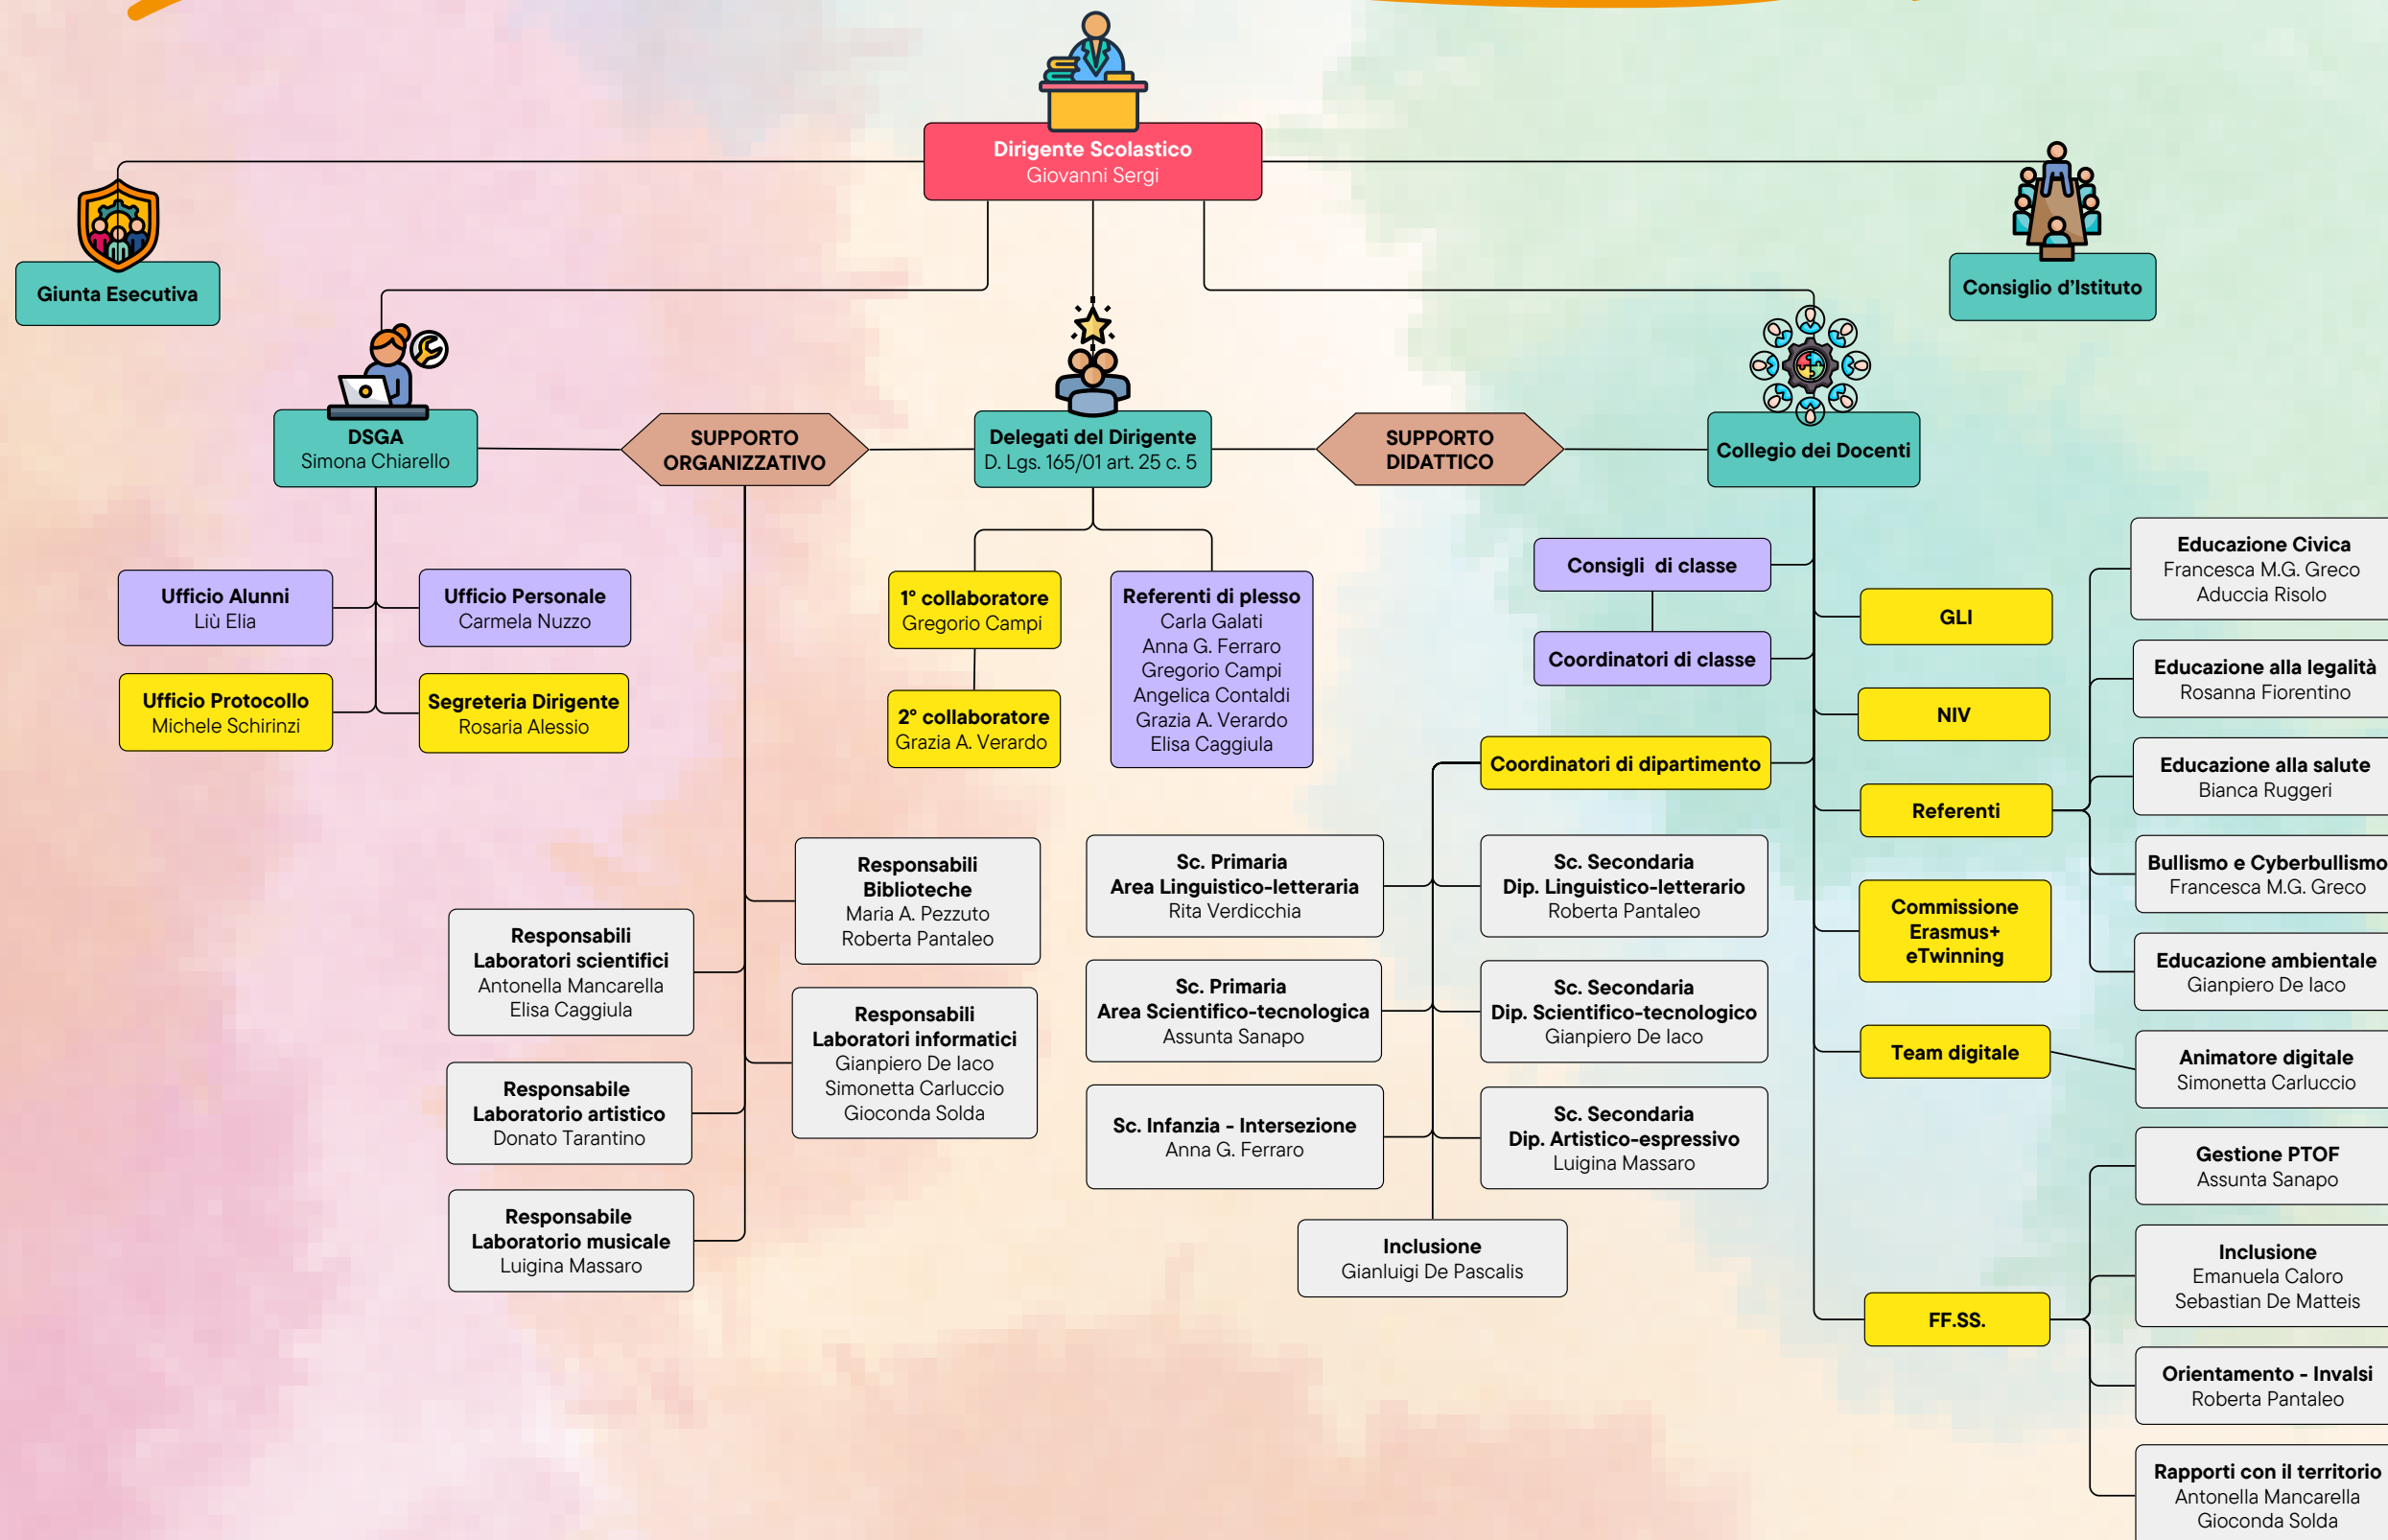 Dirigente Scolastico
Giovanni Sergi
Giunta Esecutiva
Consiglio d'Istituto
DSGA
Simona Chiarello
SUPPORTO
ORGANIZZATIVO
Delegati del Dirigente
D. Lgs. 165/01 art. 25 c. 5
SUPPORTO
DIDATTICO
Collegio dei Docenti
Ufficio Alunni
Liù Elia
Ufficio Personale
Carmela Nuzzo
Ufficio Protocollo
Michele Schirinzi
Segreteria Dirigente
Rosaria Alessio
1° collaboratore
Gregorio Campi
2° collaboratore
Grazia A. Verardo
Referenti di plesso
Carla Galati
Anna G. Ferraro
Gregorio Campi
Angelica Contaldi
Grazia A. Verardo
Elisa Caggiula
Responsabili
Biblioteche
Maria A. Pezzuto
Roberta Pantaleo
Responsabili
Laboratori scientifici
Antonella Mancarella
Elisa Caggiula
Responsabili
Laboratori informatici
Gianpiero De Iaco
Simonetta Carluccio
Gioconda Solda
Responsabile
Laboratorio artistico
Donato Tarantino
Responsabile
Laboratorio musicale
Luigina Massaro
Consigli di classe
Coordinatori di classe
Coordinatori di dipartimento
Sc. Primaria
Area Linguistico-letteraria
Rita Verdicchia
Sc. Secondaria
Dip. Linguistico-letterario
Roberta Pantaleo
Sc. Primaria
Area Scientifico-tecnologica
Assunta Sanapo
Sc. Secondaria
Dip. Scientifico-tecnologico
Gianpiero De Iaco
Sc. Infanzia - Intersezione
Anna G. Ferraro
Sc. Secondaria
Dip. Artistico-espressivo
Luigina Massaro
Inclusione
Gianluigi De Pascalis
GLI
NIV
Referenti
Commissione
Erasmus+
eTwinning
Team digitale
FF.SS.
Educazione Civica
Francesca M.G. Greco
Aduccia Risolo
Educazione alla legalità
Rosanna Fiorentino
Educazione alla salute
Bianca Ruggeri
Bullismo e Cyberbullismo
Francesca M.G. Greco
Educazione ambientale
Gianpiero De Iaco
Animatore digitale
Simonetta Carluccio
Gestione PTOF
Assunta Sanapo
Inclusione
Emanuela Caloro
Sebastian De Matteis
Orientamento - Invalsi
Roberta Pantaleo
Rapporti con il territorio
Antonella Mancarella
Gioconda Solda